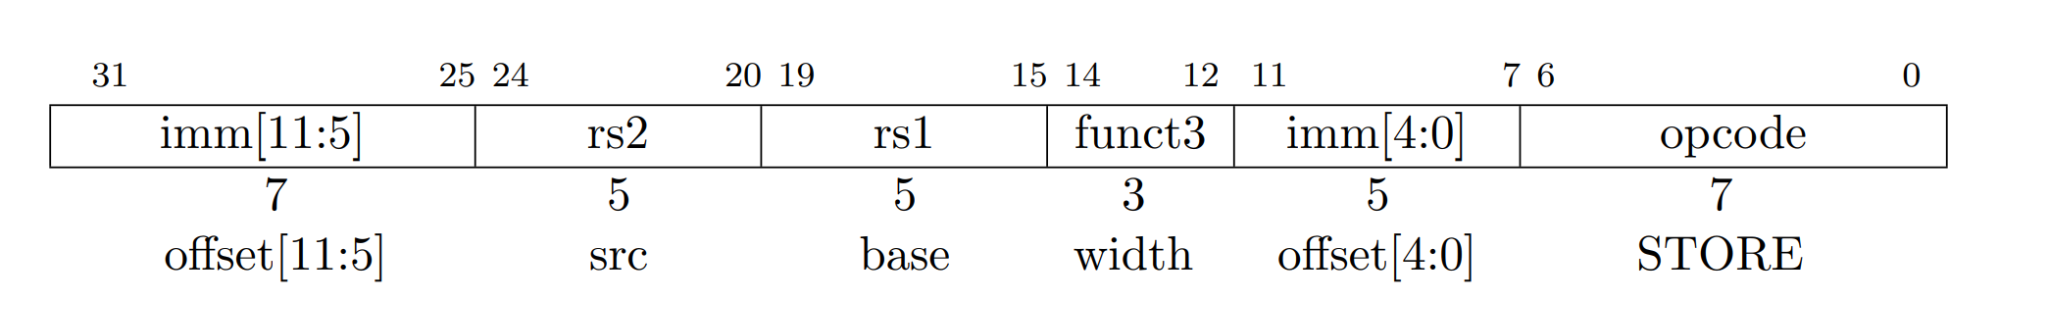 31 25 24 20 19 15 14 12 11 7 6 0
imm[11:5] rs2 rs1 funct3 imm[4:0] opcode
7 5 5 3 5 7
offset[11:5] src base width offset[4:0] STORE